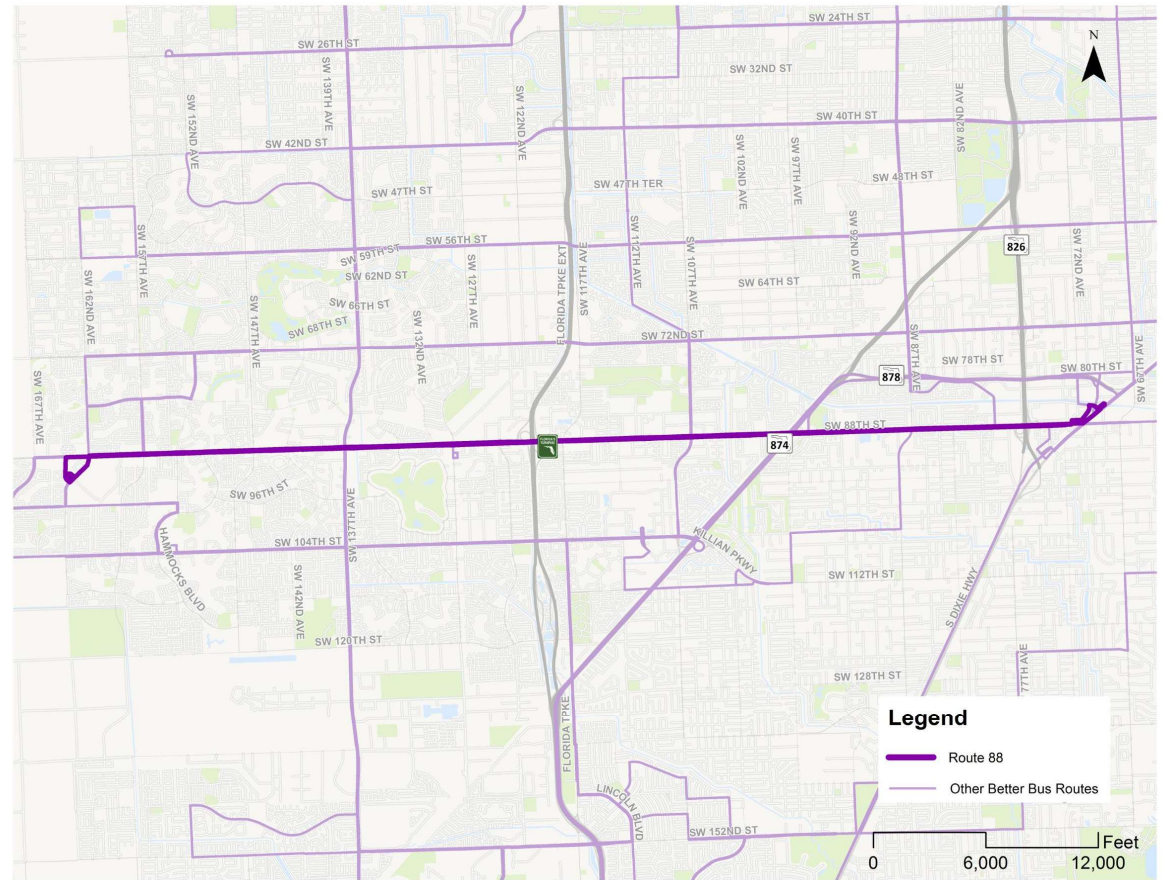 SW 24TH ST
SW 26TH ST
N
SW 32ND ST
SW 139TH AVE
SW 152ND AVE
SW 122ND AVE
SW 82ND AVE
SW 40TH ST
SW 42ND ST
SW 102ND AVE
SW 97TH AVE
SW 47TH ST
SW 47TH TER
SW 48TH ST
SW 157TH AVE
SW 56TH ST
SW 59TH ST
SW 112TH AVE
SW 92ND AVE
826
SW 72ND AVE
SW 62ND ST
SW 127TH AVE
FLORIDA TPKE EXT
SW 117TH AVE
SW 107TH AVE
SW 64TH ST
SW 162ND AVE
SW 147TH AVE
SW 66TH ST
SW 68TH ST
SW 132ND AVE
SW 72ND ST
SW 87TH AVE
SW 78TH ST
SW 80TH ST
SW 67TH AVE
878
SW 167TH AVE
SW 88TH ST
874
SW 96TH ST
SW 137TH AVE
HAMMOCKS BLVD
SW 104TH ST
KILLIAN PKWY
SW 142ND AVE
SW 112TH ST
S DIXIE HWY
SW 120TH ST
77TH AVE
SW 128TH ST
FLORIDA TPKE
LINCOLN BLVD
SW 152ND ST
Legend
Route 88
Other Better Bus Routes
Feet
0 6,000 12,000